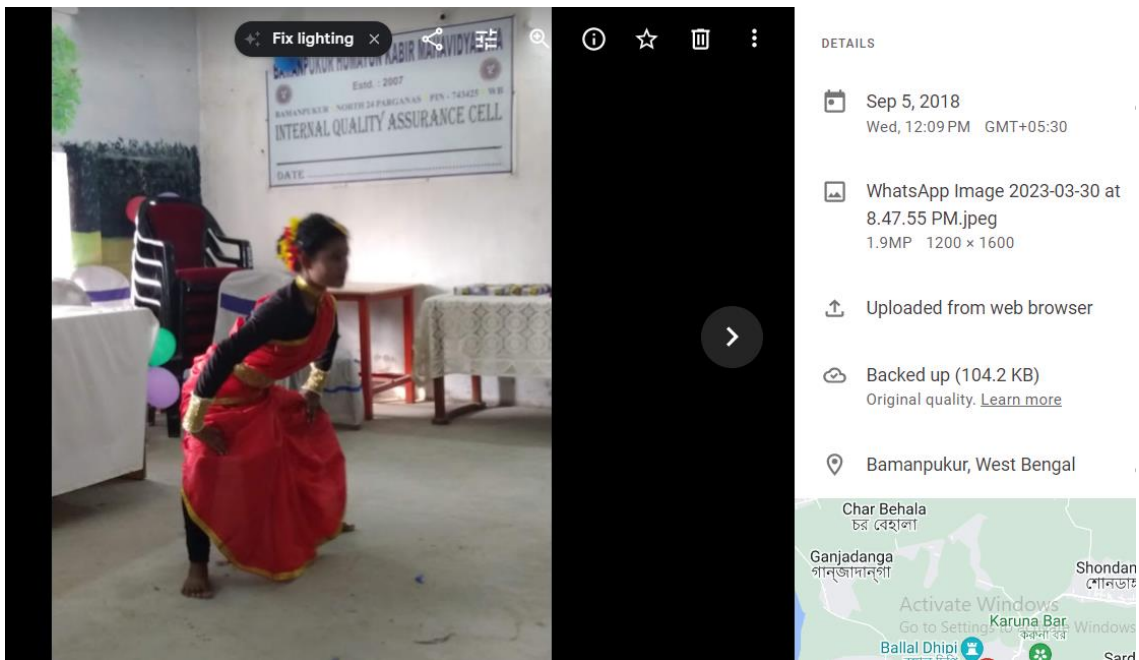 Fix lighting
BAMANPUKUR HUMAYUN KABIR MAHAVIDYALAYA
Estd. : 2007
BAMANPUKUR NORTH 24 PARGANAS PIN - 743425 WB
INTERNAL QUALITY ASSURANCE CELL
DATE
DETAILS
Sep 5, 2018
Wed, 12:09 PM GMT+05:30
WhatsApp Image 2023-03-30 at
8.47.55 PM.jpeg
1.9MP 1200 × 1600
Uploaded from web browser
Backed up (104.2 KB)
Original quality. Learn more
Bamanpukur, West Bengal
Char Behala
চর বেহালা
Ganjadanga
গান্জাদান্গা
Activate Windows
Go to Settings to activate Windows
Karuna Bar
করুনা বর
Ballal Dhipi